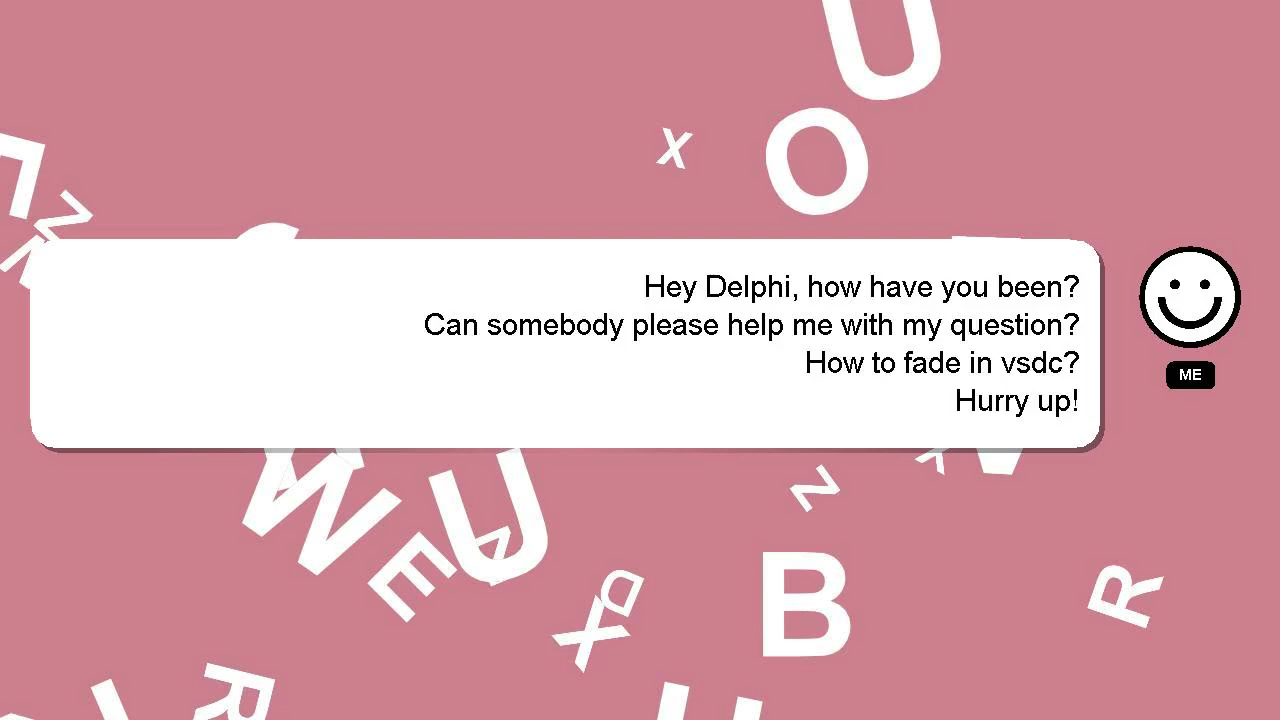 Hey Delphi, how have you been?
Can somebody please help me with my question?
How to fade in vsdc?
Hurry up!
ME
U
O
X
Z
W
U
E
Z
X
D
B
R
R